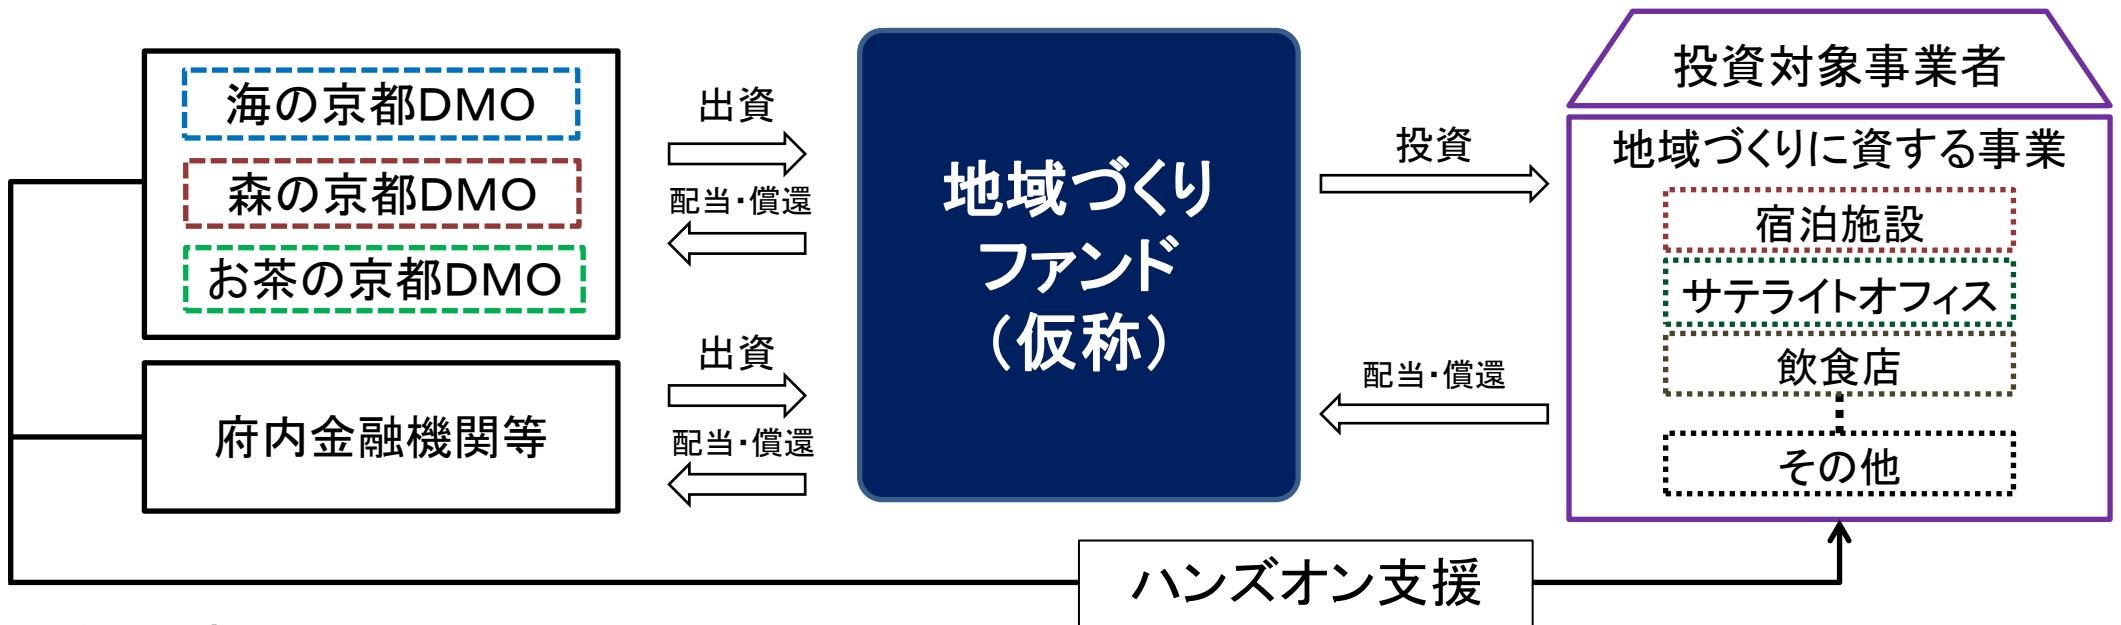 海の京都DMO
森の京都DMO
お茶の京都DMO
府内金融機関等
出資
配当・償還
出資
配当・償還
地域づくり
ファンド
（仮称）
投資
配当・償還
投資対象事業者
地域づくりに資する事業
宿泊施設
サテライトオフィス
飲食店
その他
ハンズオン支援